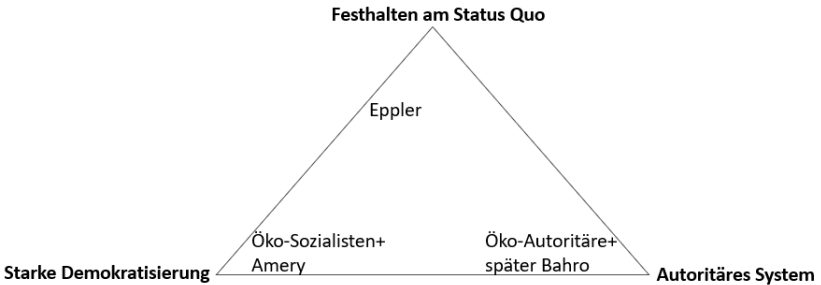 Festhalten am Status Quo
Eppler
Öko-Sozialisten+
Amery
Öko-Autoritäre+
später Bahro
Starke Demokratisierung
Autoritäres System